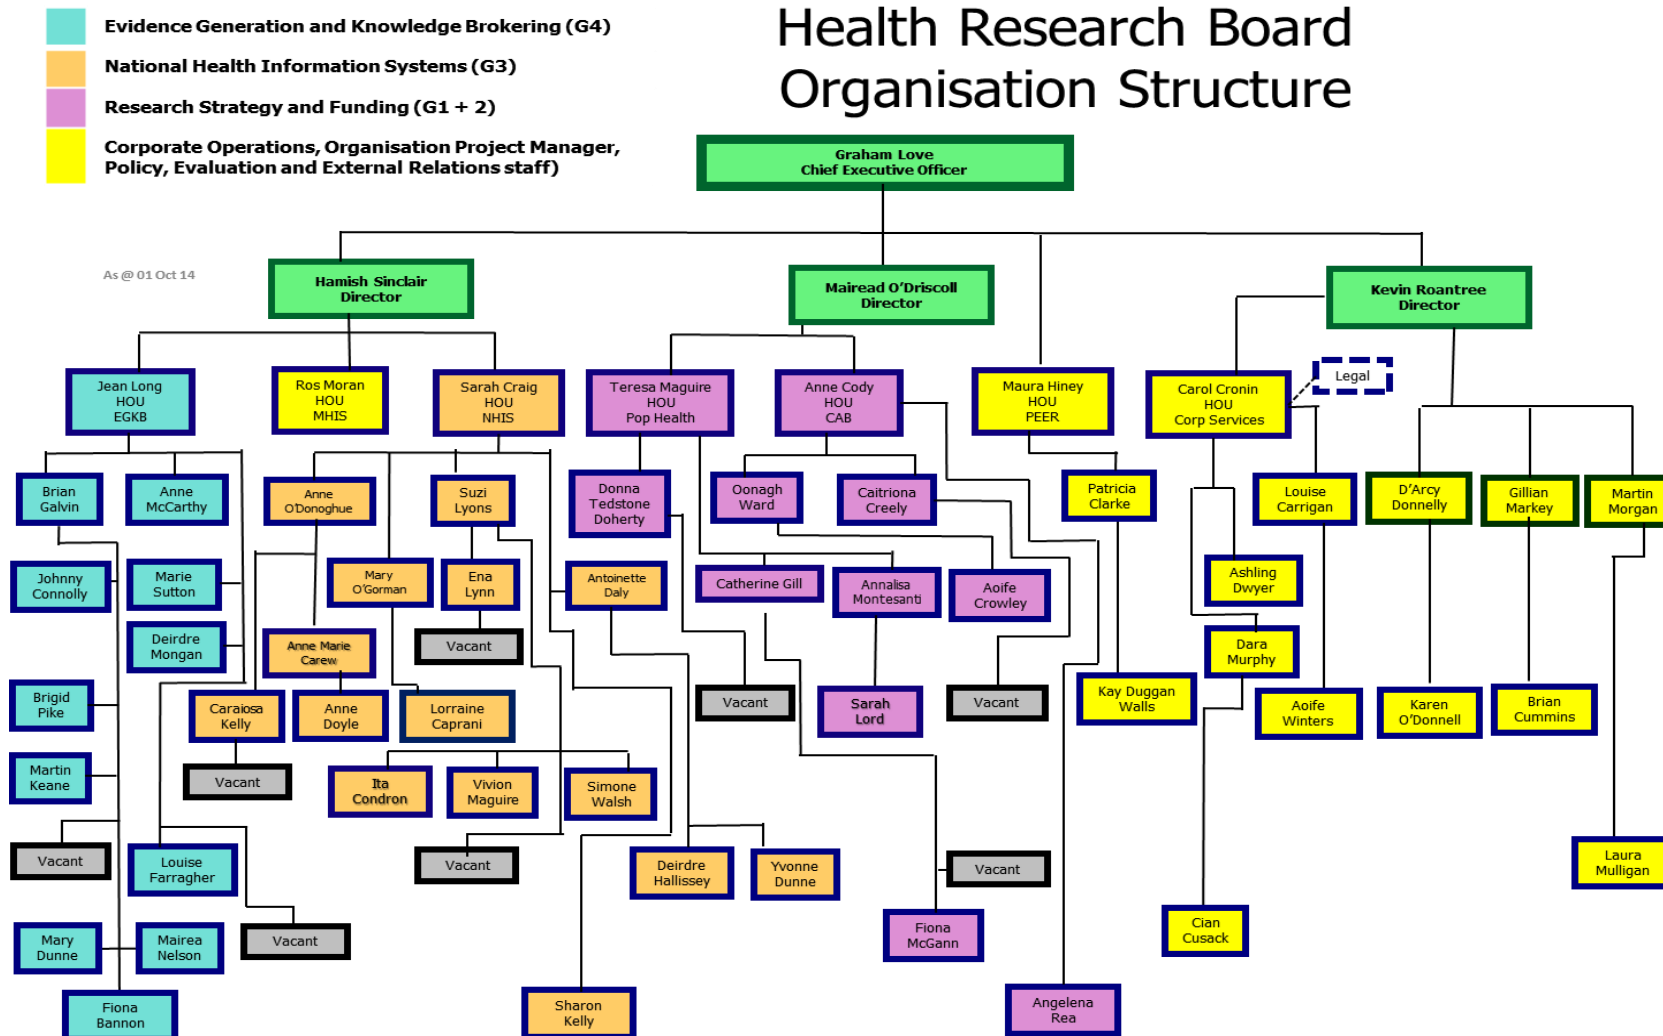 Evidence Generation and Knowledge Brokering (G4)
National Health Information Systems (G3)
Research Strategy and Funding (G1 + 2)
Corporate Operations, Organisation Project Manager,
Policy, Evaluation and External Relations staff)
Health Research Board
Organisation Structure
Graham Love
Chief Executive Officer
As @ 01 Oct 14
Hamish Sinclair
Director
Mairead O'Driscoll
Director
Kevin Roantree
Director
Jean Long
HOU
EGKB
Ros Moran
HOU
MHIS
Sarah Craig
HOU
NHIS
Teresa Maguire
HOU
Pop Health
Anne Cody
HOU
CAB
Maura Hiney
HOU
PEER
Carol Cronin
HOU
Corp Services
Legal
Brian
Galvin
Anne
McCarthy
Anne
O'Donoghue
Suzi
Lyons
Donna
Tedstone
Doherty
Oonagh
Ward
Caitriona
Creely
Patricia
Clarke
Louise
Carrigan
D'Arcy
Donnelly
Gillian
Markey
Martin
Morgan
Johnny
Connolly
Marie
Sutton
Mary
O'Gorman
Ena
Lynn
Antoinette
Daly
Catherine Gill
Annalisa
Montesanti
Aoife
Crowley
Ashling
Dwyer
Deirdre
Mongan
Anne Marie
Carew
Vacant
Dara
Murphy
Brigid
Pike
Caraiosa
Kelly
Anne
Doyle
Lorraine
Caprani
Vacant
Sarah
Lord
Vacant
Kay Duggan
Walls
Aoife
Winters
Karen
O'Donnell
Brian
Cummins
Martin
Keane
Vacant
Ita
Condron
Vivion
Maguire
Simone
Walsh
Vacant
Louise
Farragher
Vacant
Deirdre
Hallissey
Yvonne
Dunne
Vacant
Laura
Mulligan
Mary
Dunne
Mairea
Nelson
Vacant
Fiona
McGann
Cian
Cusack
Fiona
Bannon
Sharon
Kelly
Angelena
Rea